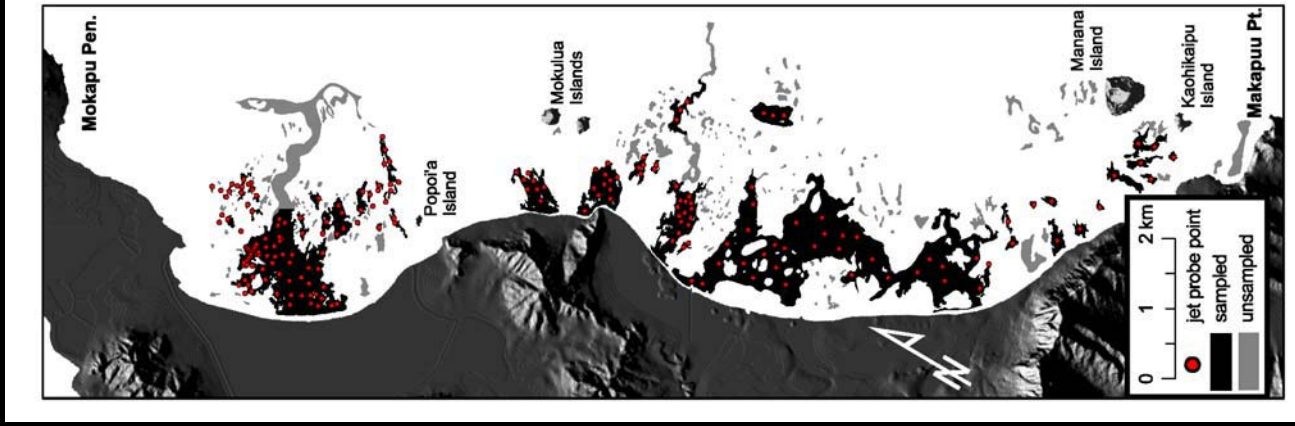 Mokapu Pen.
Popoi'a
Island
Mokulua
Islands
Manana
Island
Kaohikaipu
Island
Makapuu Pt.
N
0 1 2 km
jet probe point
sampled
unsampled